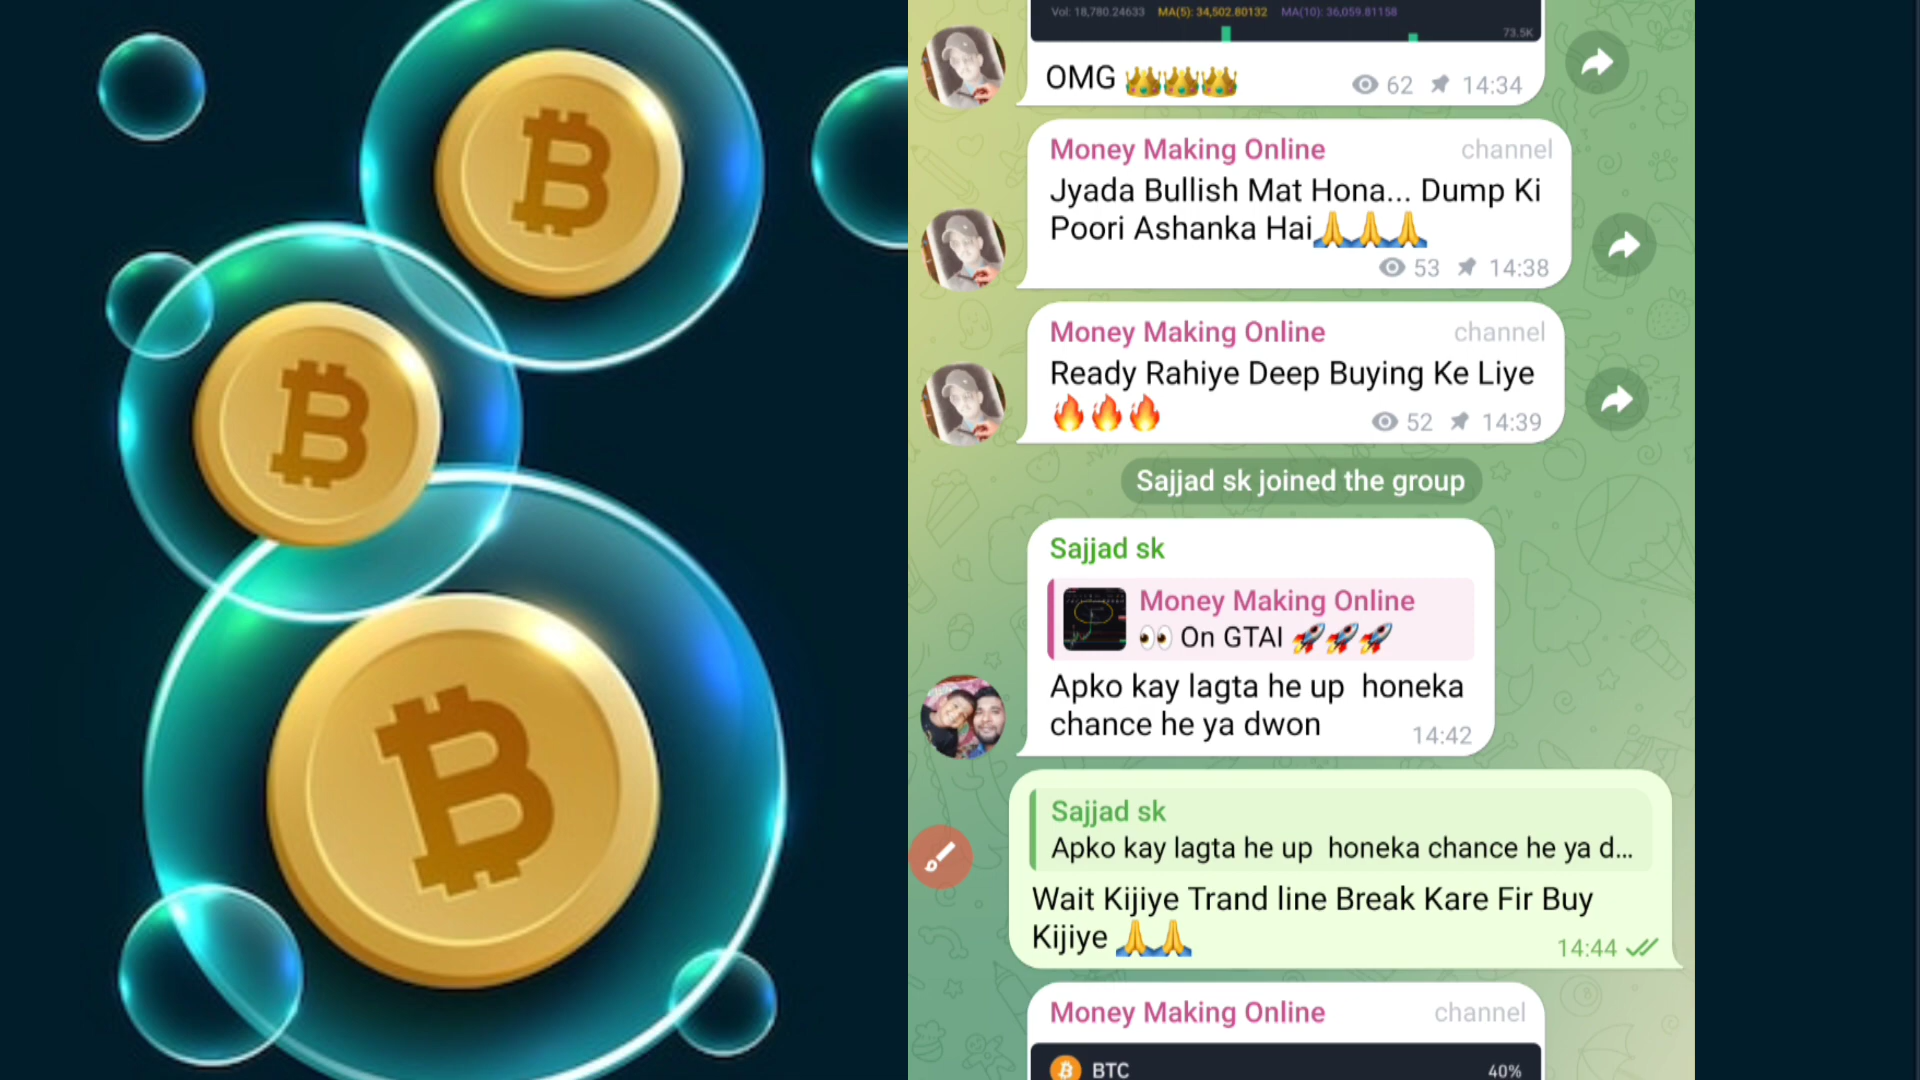 Vol: 18,780.24633 MA(5): 34,502.80132 MA(10): 36,059.81158
73.5K
OMG 👑👑👑 62 14:34
Money Making Online channel
Jyada Bullish Mat Hona... Dump Ki
Poori Ashanka Hai🙏🙏🙏
53 14:38
Money Making Online channel
Ready Rahiye Deep Buying Ke Liye
🔥🔥🔥 52 14:39
Sajjad sk joined the group
Sajjad sk
Money Making Online
👀 On GTAI 🚀🚀🚀
Apko kay lagta he up honeka
chance he ya dwon 14:42
Sajjad sk
Apko kay lagta he up honeka chance he ya d...
Wait Kijiye Trand line Break Kare Fir Buy
Kijiye 🙏🙏 14:44
Money Making Online channel
BTC 40%